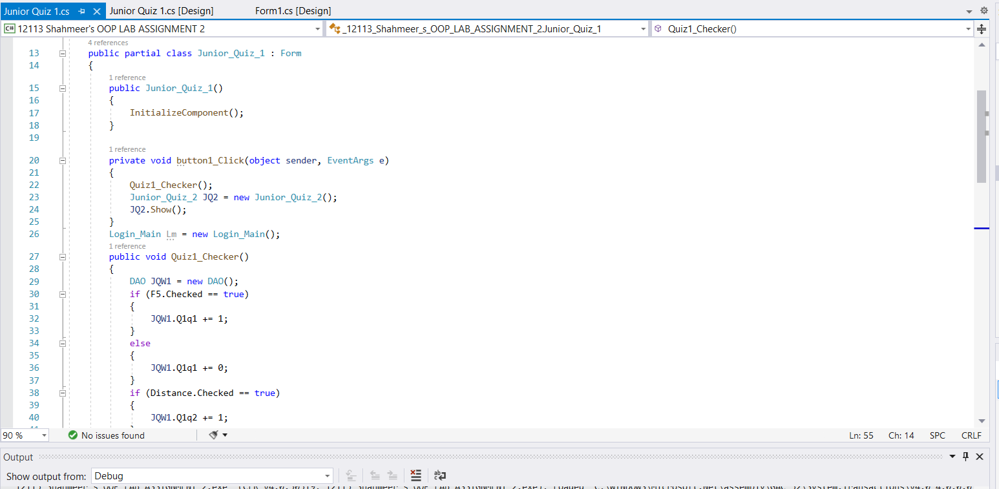 Junior Quiz 1.cs Junior Quiz 1.cs [Design] Form1.cs [Design]
C# 12113 Shahmeer's OOP LAB ASSIGNMENT 2 _12113_Shahmeer_s_OOP_LAB_ASSIGNMENT_2.Junior_Quiz_1 Quiz1_Checker()
4 references
13 public partial class Junior_Quiz_1 : Form
14 {
1 reference
15 public Junior_Quiz_1()
16 {
17 InitializeComponent();
18 }
19
1 reference
20 private void button1_Click(object sender, EventArgs e)
21 {
22 Quiz1_Checker();
23 Junior_Quiz_2 JQ2 = new Junior_Quiz_2();
24 JQ2.Show();
25 }
26 Login_Main Lm = new Login_Main();
1 reference
27 public void Quiz1_Checker()
28 {
29 DAO JQW1 = new DAO();
30 if (F5.Checked == true)
31 {
32 JQW1.Q1q1 += 1;
33 }
34 else
35 {
36 JQW1.Q1q1 += 0;
37 }
38 if (Distance.Checked == true)
39 {
40 JQW1.Q1q2 += 1;
90 % No issues found Ln: 55 Ch: 14 SPC CRLF
Output
Show output from: Debug